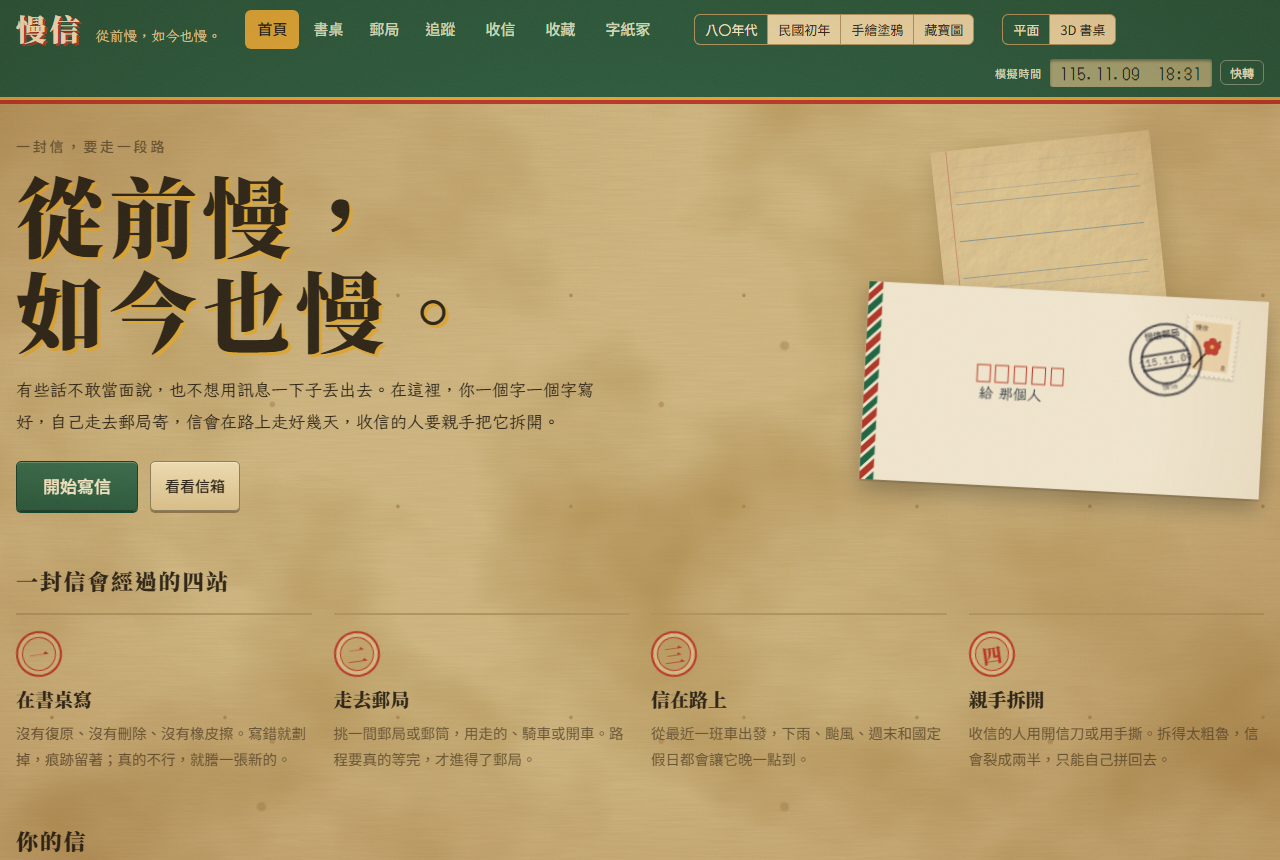 慢信
從前慢，如今也慢。
首頁
書桌
郵局
追蹤
收信
收藏
字紙冢
八〇年代
民國初年
手繪塗鴉
藏寶圖
平面
3D 書桌
模擬時間
115.11.09 18:31
快轉
一封信，要走一段路
從前慢，
如今也慢。
有些話不敢當面說，也不想用訊息一下子丟出去。在這裡，你一個字一個字寫
好，自己走去郵局寄，信會在路上走好幾天，收信的人要親手把它拆開。
開始寫信
看看信箱
慢信郵局
115.11.09
慢信
給 那個人
一封信會經過的四站
一
在書桌寫
沒有復原、沒有刪除、沒有橡皮擦。寫錯就劃
掉，痕跡留著；真的不行，就謄一張新的。
二
走去郵局
挑一間郵局或郵筒，用走的、騎車或開車。路
程要真的等完，才進得了郵局。
三
信在路上
從最近一班車出發，下雨、颱風、週末和國定
假日都會讓它晚一點到。
四
親手拆開
收信的人用開信刀或用手撕。拆得太粗魯，信
會裂成兩半，只能自己拼回去。
你的信